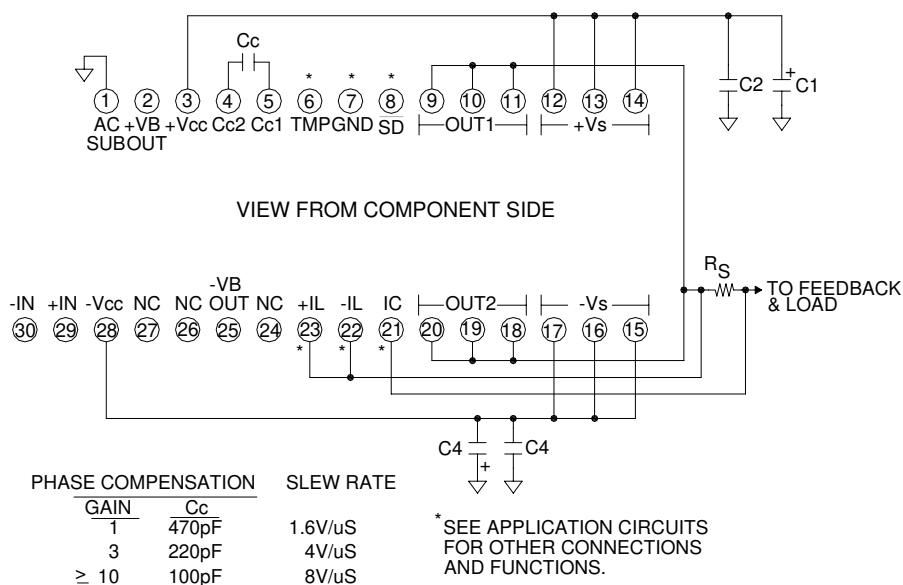 Cc
* * *
1 2 3 4 5 6 7 8 9 10 11 12 13 14
C2 + C1
AC +VB +Vcc Cc2 Cc1 TMP GND SD OUT1 +Vs
SUB OUT
VIEW FROM COMPONENT SIDE
RS
TO FEEDBACK
& LOAD
-VB
-IN +IN -Vcc NC NC OUT NC +IL -IL IC OUT2 -Vs
30 29 28 27 26 25 24 23 22 21 20 19 18 17 16 15
* * *
C4 + C4
PHASE COMPENSATION SLEW RATE
GAIN Cc
1 470pF 1.6V/uS
3 220pF 4V/uS
≥ 10 100pF 8V/uS
* SEE APPLICATION CIRCUITS
FOR OTHER CONNECTIONS
AND FUNCTIONS.